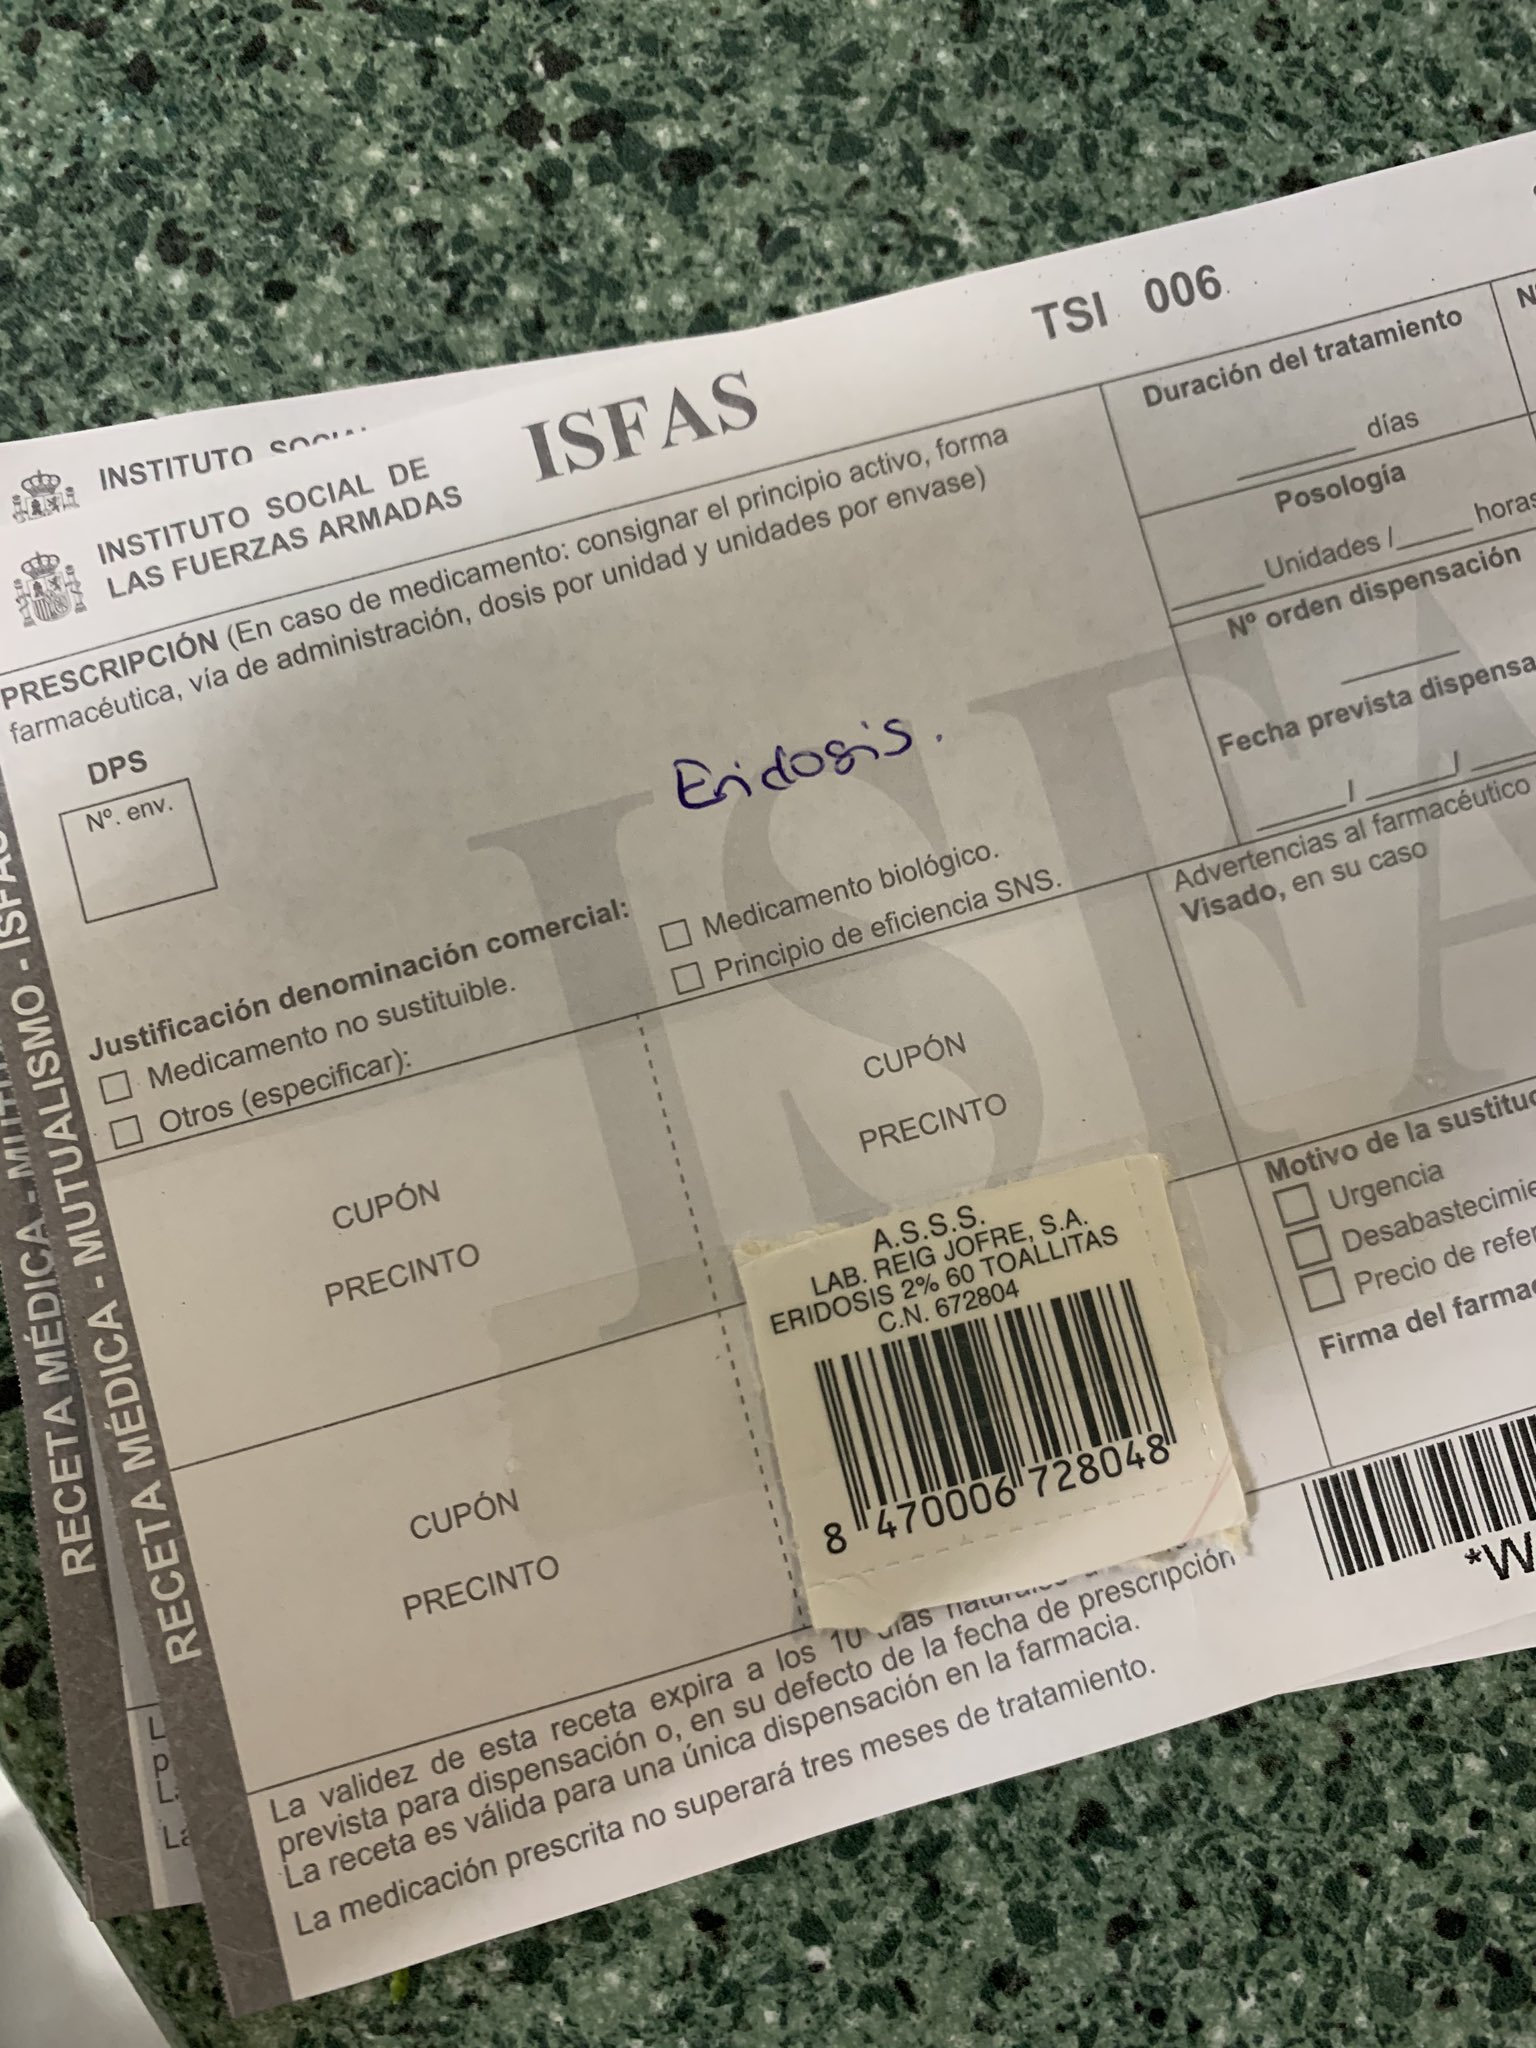 TSI 006
INSTITUTO
INSTITUTO SOCIAL DE
LAS FUERZAS ARMADAS
ISFAS
PRESCRIPCIÓN (En caso de medicamento: consignar el principio activo, forma
farmacéutica, vía de administración, dosis por unidad y unidades por envase)
DPS
Nº. env.
Eridosis.
Justificación denominación comercial:
Medicamento no sustituible.
Otros (especificar):
Medicamento biológico.
Principio de eficiencia SNS.
Duración del tratamiento
días
Posología
Unidades / horas
Nº orden dispensación
Fecha prevista
/ /
Advertencias al farmacéutico
Visado, en su caso
CUPÓN
PRECINTO
CUPÓN
PRECINTO
CUPÓN
PRECINTO
A.S.S.S.
LAB. REIG JOFRE, S.A.
ERIDOSIS 2% 60 TOALLITAS
C.N. 672804
8 470006 728048
Motivo de la
Urgencia
Precio de
Firma del
*W
La validez de esta receta expira a los 10 días naturales
prevista para dispensación o, en su defecto de la fecha de prescripción
La receta es válida para una única dispensación en la farmacia.
La medicación prescrita no superará tres meses de tratamiento.
RECETA MÉDICA - MUTUALISMO - ISFAS
RECETA MÉDICA -
ISFA